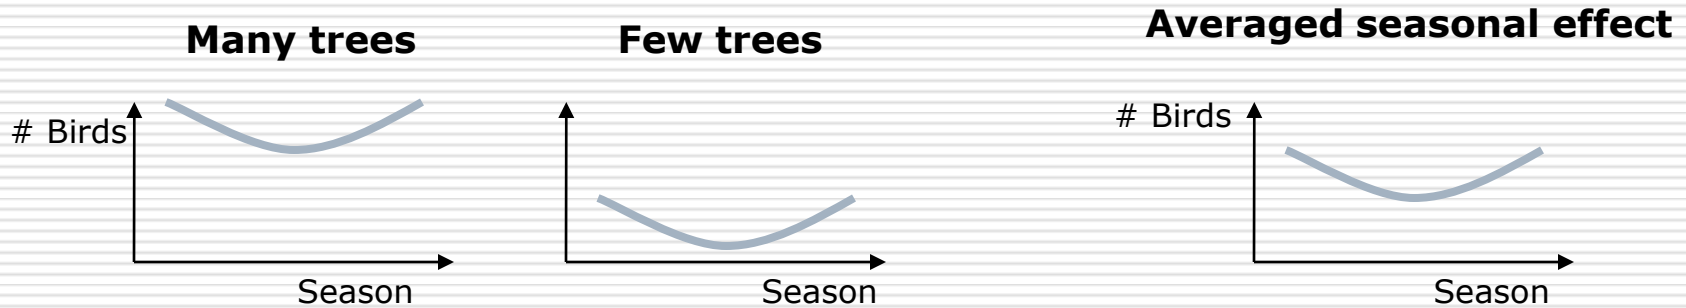 Many trees
Few trees
Averaged seasonal effect
# Birds
# Birds
Season
Season
Season